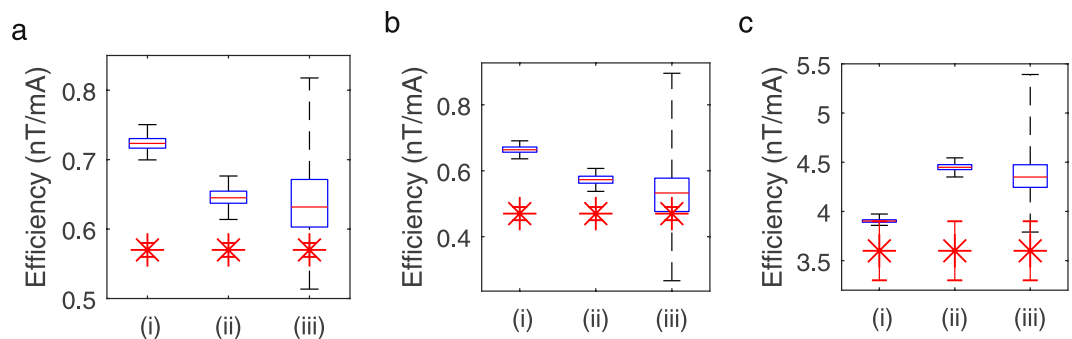 a
Efficiency (nT/mA)
0.8
0.7
0.6
0.5
(i) (ii) (iii)
b
Efficiency (nT/mA)
0.8
0.6
0.4
(i) (ii) (iii)
c
Efficiency (nT/mA)
5.5
5
4.5
4
3.5
(i) (ii) (iii)